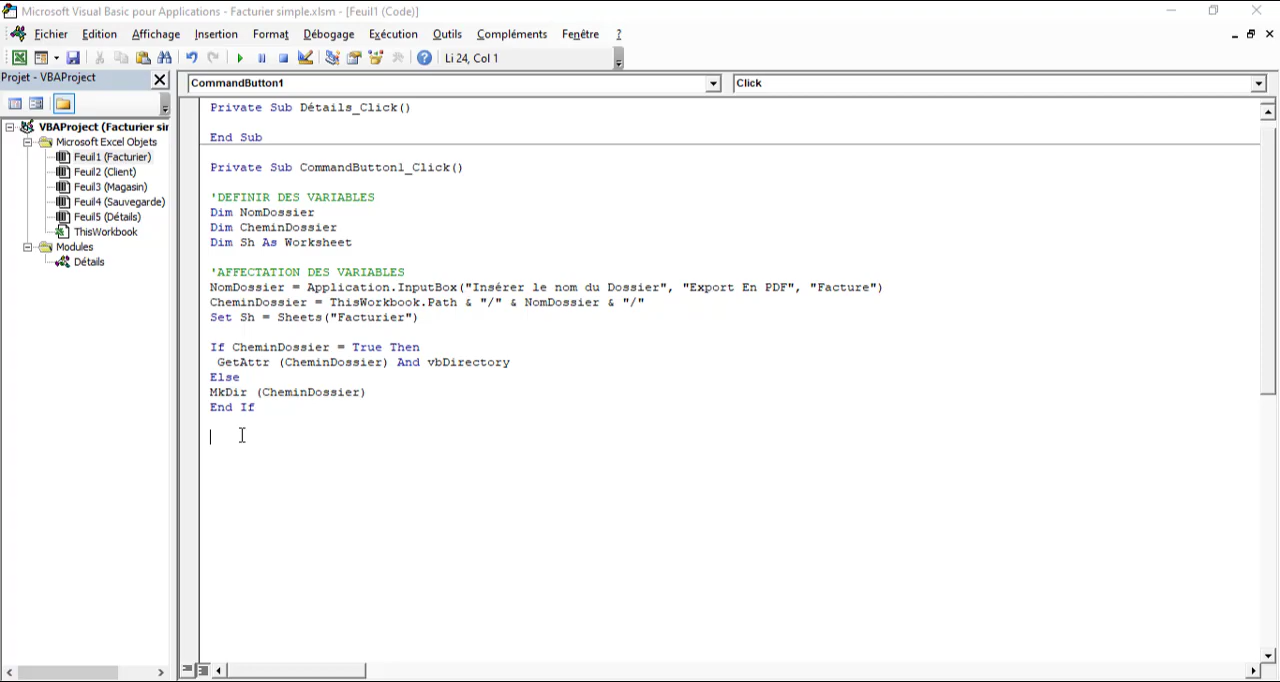 Microsoft Visual Basic pour Applications - Facturier simple.xlsm - [Feuil1 (Code)]
Fichier Edition Affichage Insertion Format Débogage Exécution Outils Compléments Fenêtre ?
Li 24, Col 1
Projet - VBAProject
CommandButton1
Click
VBAProject (Facturier sir
Microsoft Excel Objets
Feuil1 (Facturier)
Feuil2 (Client)
Feuil3 (Magasin)
Feuil4 (Sauvegarde)
Feuil5 (Détails)
ThisWorkbook
Modules
Détails
Private Sub Détails_Click()
End Sub
Private Sub CommandButton1_Click()
'DEFINIR DES VARIABLES
Dim NomDossier
Dim CheminDossier
Dim Sh As Worksheet
'AFFECTATION DES VARIABLES
NomDossier = Application.InputBox("Insérer le nom du Dossier", "Export En PDF", "Facture")
CheminDossier = ThisWorkbook.Path & "/" & NomDossier & "/"
Set Sh = Sheets("Facturier")
If CheminDossier = True Then
GetAttr (CheminDossier) And vbDirectory
Else
MkDir (CheminDossier)
End If